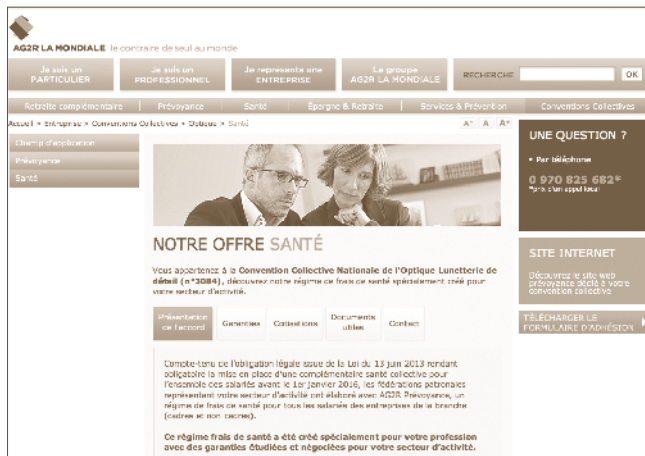 AG2R LA MONDIALE le contraire de seul au monde
Je suis un PARTICULIER
Je suis un PROFESSIONNEL
Je représente une ENTREPRISE
Le groupe AG2R LA MONDIALE
RECHERCHE
OK
Retraite complémentaire | Prévoyance | Santé | Épargne & Retraite | Services & Prévention | Conventions Collectives
Accueil > Entreprise > Conventions Collectives > Optique > Santé
A- A A+
Champ d'application
Prévoyance
Santé
NOTRE OFFRE SANTÉ
Vous appartenez à la Convention Collective Nationale de l'Optique Lunetterie de
détail (n°3084), découvrez notre régime de frais de santé spécialement créé pour
votre secteur d'activité.
Présentation de l'accord
Garanties
Cotisations
Documents utiles
Contact
Compte-tenu de l'obligation légale issue de la Loi du 13 juin 2013 rendant
obligatoire la mise en place d'une complémentaire santé collective pour
l'ensemble des salariés avant le 1er janvier 2016, les fédérations patronales
représentant votre secteur d'activité ont élaboré avec AG2R Prévoyance, un
régime de frais de santé pour tous les salariés des entreprises de la branche
(cadres et non cadres).
Ce régime frais de santé a été créé spécialement pour votre profession
avec des garanties étudiées et négociées pour votre secteur d'activité.
UNE QUESTION ?
• Par téléphone
0 970 825 682*
*prix d'un appel local
SITE INTERNET
Découvrez le site web
prévoyance dédié à votre
convention collective
TÉLÉCHARGER LE
FORMULAIRE D'ADHÉSION